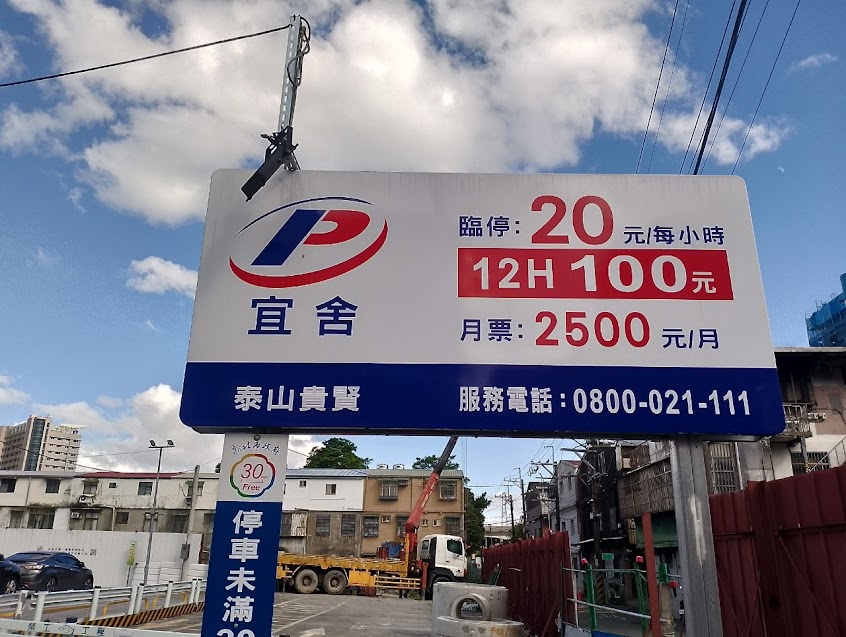 P
宜舍
臨停：20元/每小時
12H 100元
月票：2500元/月
泰山貴賢
服務電話：0800-021-111
30
Free
停車未滿